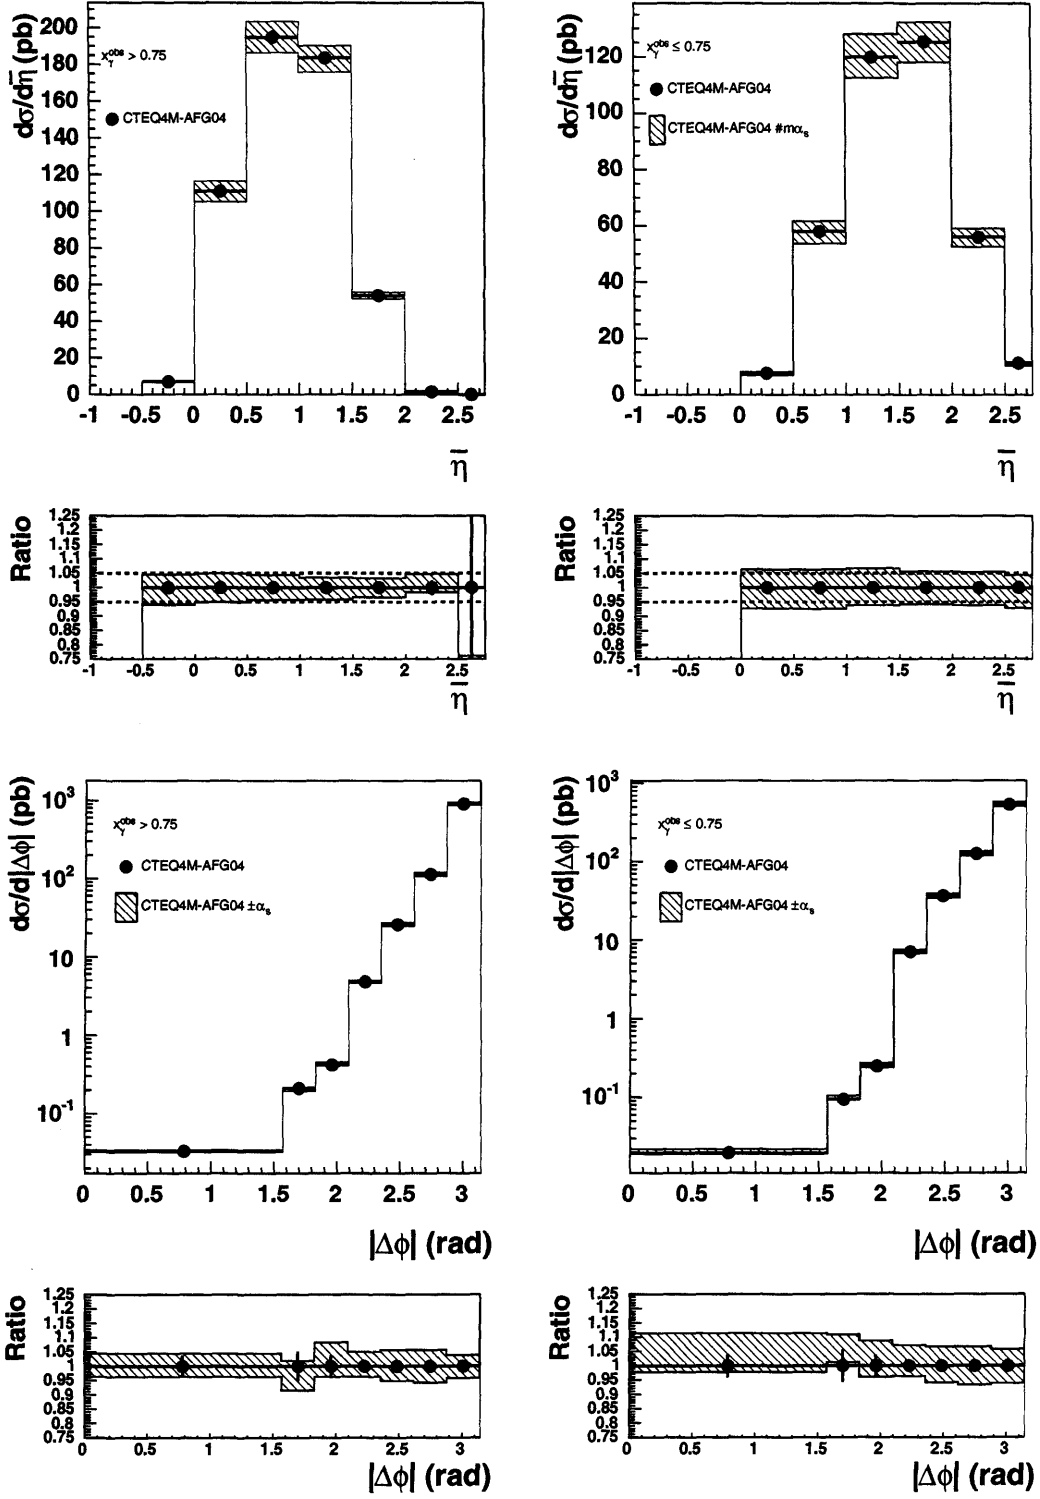 dσ/dη̅ (pb)
200
180
160
140
120
100
80
60
40
20
0
x_γ^obs > 0.75
CTEQ4M-AFG04
-1 -0.5 0 0.5 1 1.5 2 2.5
η̅
dσ/dη̅ (pb)
120
100
80
60
40
20
0
x_γ^obs ≤ 0.75
CTEQ4M-AFG04
CTEQ4M-AFG04 #mα_s
-1 -0.5 0 0.5 1 1.5 2 2.5
η̅
Ratio
1.25
1.2
1.15
1.1
1.05
1
0.95
0.9
0.85
0.8
0.75
-1 -0.5 0 0.5 1 1.5 2 2.5
η̅
Ratio
1.25
1.2
1.15
1.1
1.05
1
0.95
0.9
0.85
0.8
0.75
-1 -0.5 0 0.5 1 1.5 2 2.5
η̅
dσ/d|Δϕ| (pb)
10^3
10^2
10
1
10^-1
x_γ^obs > 0.75
CTEQ4M-AFG04
CTEQ4M-AFG04 ±α_s
0 0.5 1 1.5 2 2.5 3
|Δϕ| (rad)
dσ/d|Δϕ| (pb)
10^3
10^2
10
1
10^-1
x_γ^obs ≤ 0.75
CTEQ4M-AFG04
CTEQ4M-AFG04 ±α_s
0 0.5 1 1.5 2 2.5 3
|Δϕ| (rad)
Ratio
1.25
1.2
1.15
1.1
1.05
1
0.95
0.9
0.85
0.8
0.75
0 0.5 1 1.5 2 2.5 3
|Δϕ| (rad)
Ratio
1.25
1.2
1.15
1.1
1.05
1
0.95
0.9
0.85
0.8
0.75
0 0.5 1 1.5 2 2.5 3
|Δϕ| (rad)